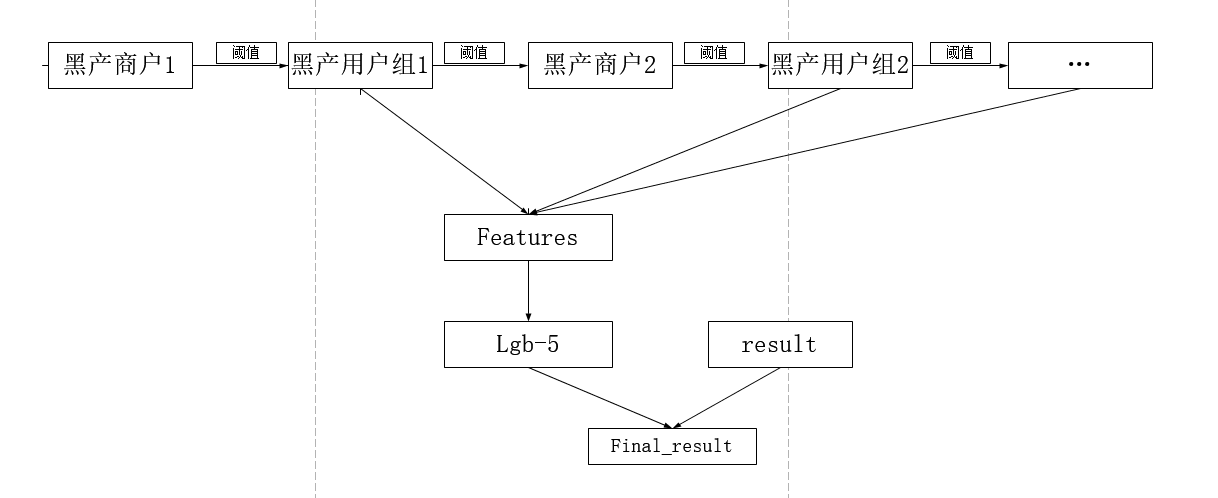 黑产商户1
阈值
黑产用户组1
阈值
黑产商户2
阈值
黑产用户组2
阈值
…
Features
Lgb-5
result
Final_result